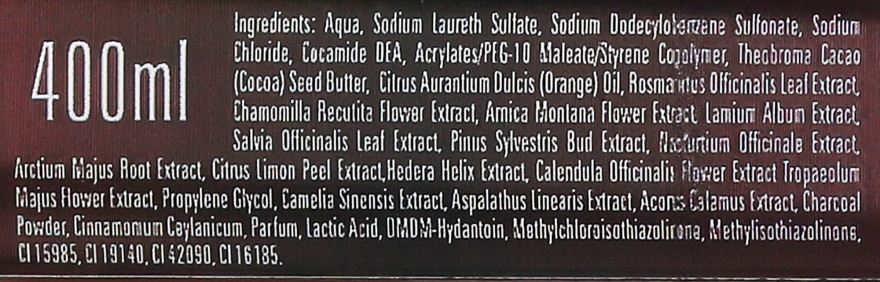 400ml
Ingredients: Aqua, Sodium Laureth Sulfate, Sodium Dodecylbenzene Sulfonate, Sodium
Chloride, Cocamide DEA, Acrylates/PEG-10 Maleate/Styrene Copolymer, Theobroma Cacao
(Cocoa) Seed Butter, Citrus Aurantium Dulcis (Orange) Oil, Rosmarinus Officinalis Leaf Extract,
Chamomilla Recutita Flower Extract, Arnica Montana Flower Extract, Lamium Album Extract,
Salvia Officinalis Leaf Extract, Pinus Sylvestris Bud Extract, Nasturtium Officinale Extract,
Arctium Majus Root Extract, Citrus Limon Peel Extract,Hedera Helix Extract, Calendula Officinalis Flower Extract Tropaeolum
Majus Flower Extract, Propylene Glycol, Camelia Sinensis Extract, Aspalathus Linearis Extract, Acorus Calamus Extract, Charcoal
Powder, Cinnamomum Ceylanicum, Parfum, Lactic Acid, DMDM-Hydantoin, Methylchloroisothiazolinone, Methylisothiazolinone,
CI 15985, CI 19140, CI 42090, CI 16185.